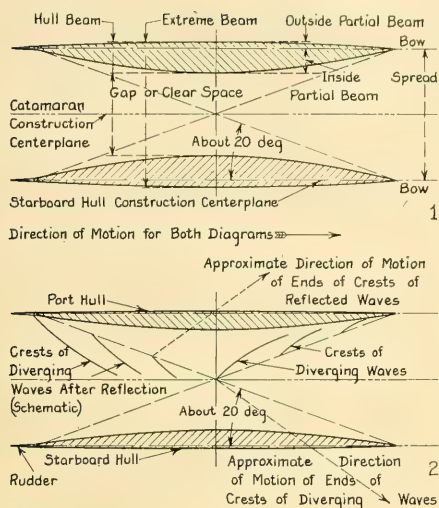 Hull Beam
Extreme Beam
Outside Partial Beam
Bow
Gap or Clear Space
Inside
Partial Beam
Spread
Catamaran
Construction
Centerplane
About 20 deg
Starboard Hull Construction Centerplane
Bow
1
Direction of Motion for Both Diagrams
Approximate Direction of Motion
of Ends of Crests of
Reflected Waves
Port Hull
Crests of
Diverging
Waves After Reflection
(Schematic)
Crests of
Diverging Waves
About 20 deg
Starboard Hull
Rudder
Approximate Direction
of Motion of Ends of
Crests of Diverging Waves
2